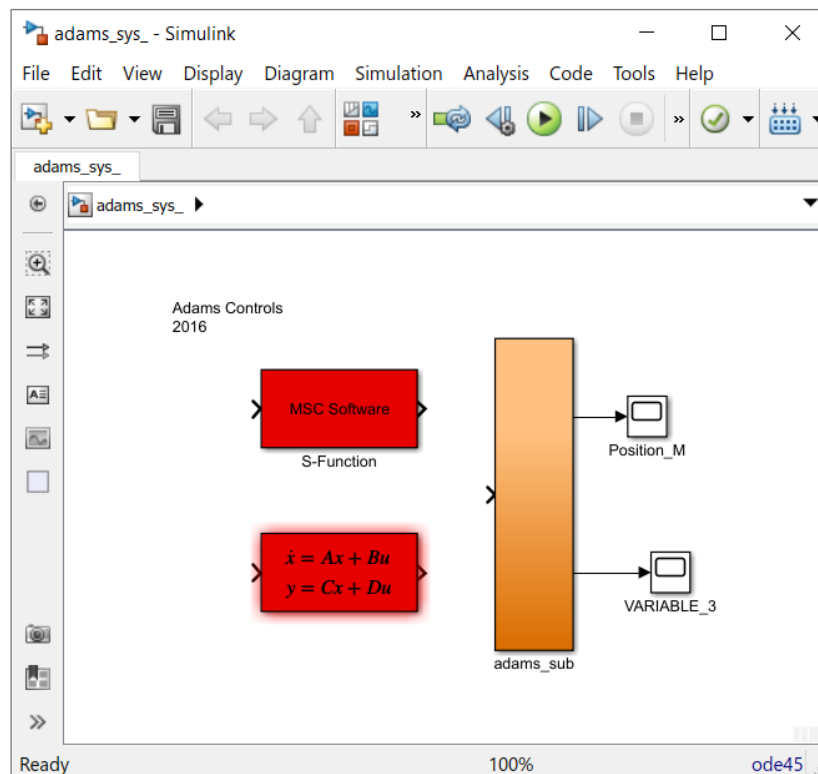 adams_sys_ - Simulink
File Edit View Display Diagram Simulation Analysis Code Tools Help
» »
adams_sys_
adams_sys_
Adams Controls
2016
MSC Software
S-Function
ẋ = Ax + Bu
y = Cx + Du
Position_M
VARIABLE_3
adams_sub
Ready 100% ode45